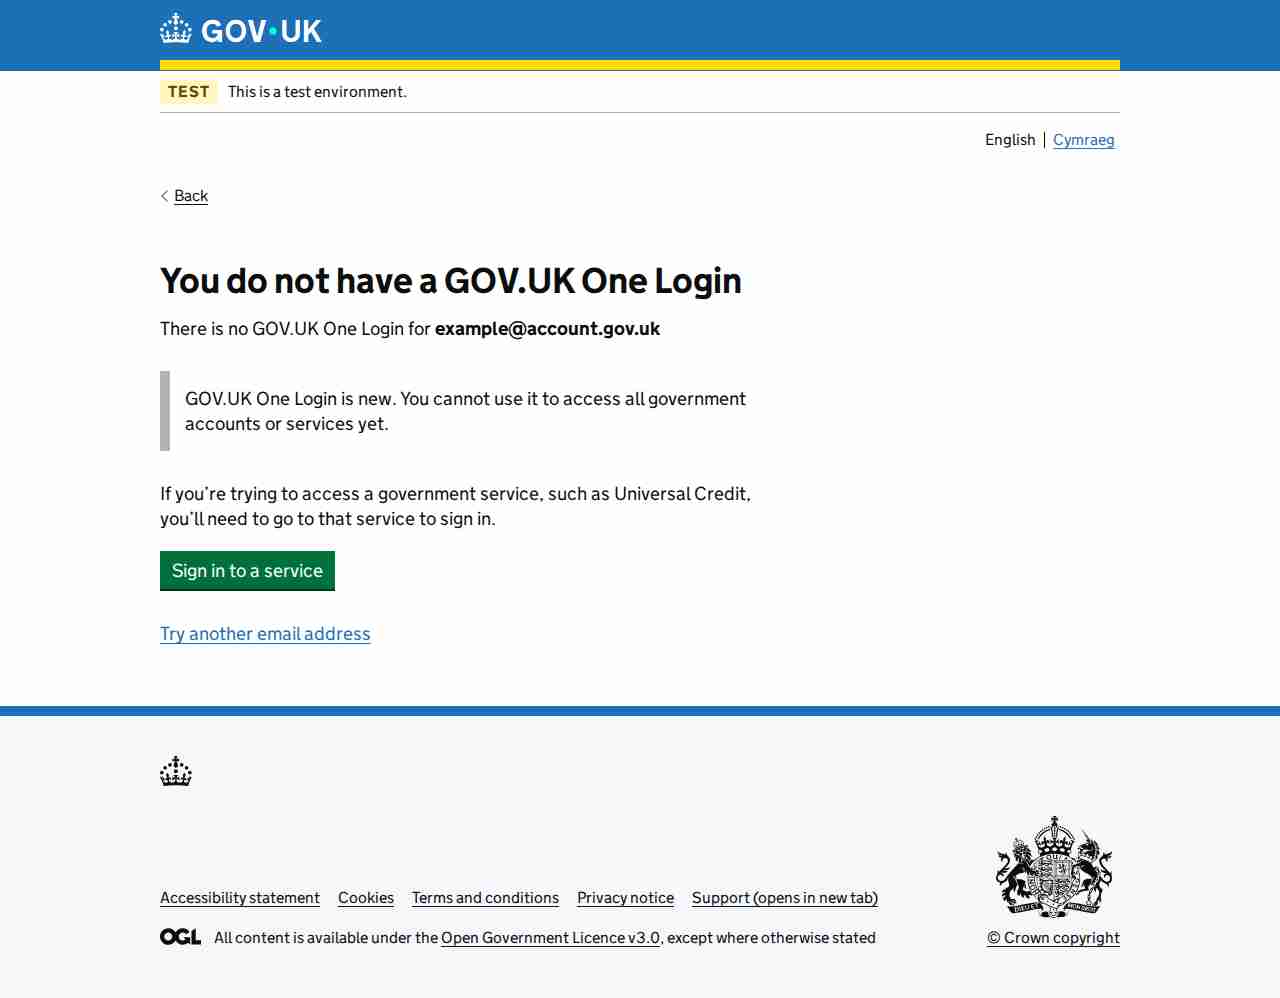 GOV·UK
TEST This is a test environment.
English Cymraeg
Back
You do not have a GOV.UK One Login
There is no GOV.UK One Login for example@account.gov.uk
GOV.UK One Login is new. You cannot use it to access all government
accounts or services yet.
If you’re trying to access a government service, such as Universal Credit,
you’ll need to go to that service to sign in.
Sign in to a service
Try another email address
Accessibility statement Cookies Terms and conditions Privacy notice Support (opens in new tab)
OGL All content is available under the Open Government Licence v3.0, except where otherwise stated
© Crown copyright